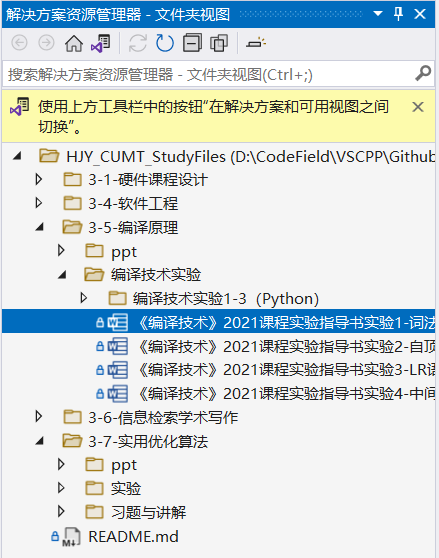 解决方案资源管理器 - 文件夹视图
搜索解决方案资源管理器 - 文件夹视图(Ctrl+;)
使用上方工具栏中的按钮“在解决方案和可用视图之间
切换”。
HJY_CUMT_StudyFiles (D:\CodeField\VSCPP\Github
3-1-硬件课程设计
3-4-软件工程
3-5-编译原理
ppt
编译技术实验
编译技术实验1-3（Python）
《编译技术》2021课程实验指导书实验1-词法
《编译技术》2021课程实验指导书实验2-自顶
《编译技术》2021课程实验指导书实验3-LR语
《编译技术》2021课程实验指导书实验4-中间
3-6-信息检索学术写作
3-7-实用优化算法
ppt
实验
习题与讲解
README.md